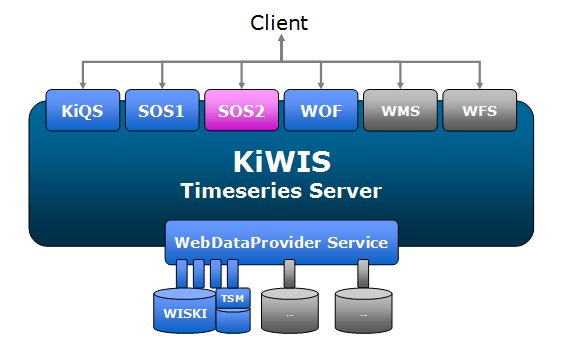 Client
KiQS
SOS1
SOS2
WOF
WMS
WFS
KiWIS
Timeseries Server
WebDataProvider Service
WISKI
TSM
...
...